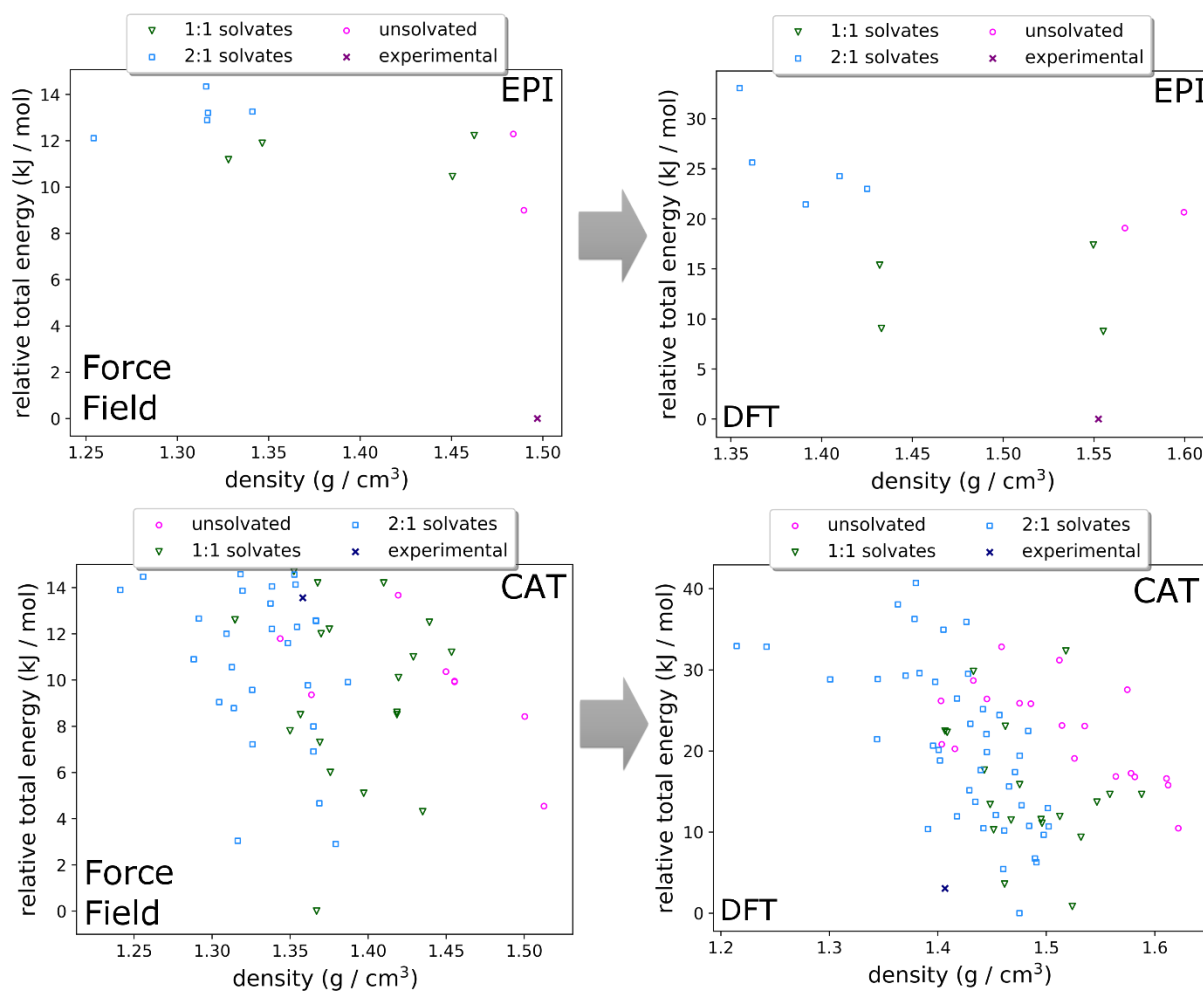 1:1 solvates unsolvated
2:1 solvates experimental
EPI
relative total energy (kJ / mol)
14
12
10
8
6
4
2
0
Force
Field
1.25 1.30 1.35 1.40 1.45 1.50
density (g / cm³)
1:1 solvates unsolvated
2:1 solvates experimental
EPI
relative total energy (kJ / mol)
30
25
20
15
10
5
0
DFT
1.35 1.40 1.45 1.50 1.55 1.60
density (g / cm³)
unsolvated 2:1 solvates
1:1 solvates experimental
CAT
relative total energy (kJ / mol)
14
12
10
8
6
4
2
0
Force
Field
1.25 1.30 1.35 1.40 1.45 1.50
density (g / cm³)
unsolvated 2:1 solvates
1:1 solvates experimental
CAT
relative total energy (kJ / mol)
40
30
20
10
0
DFT
1.2 1.3 1.4 1.5 1.6
density (g / cm³)